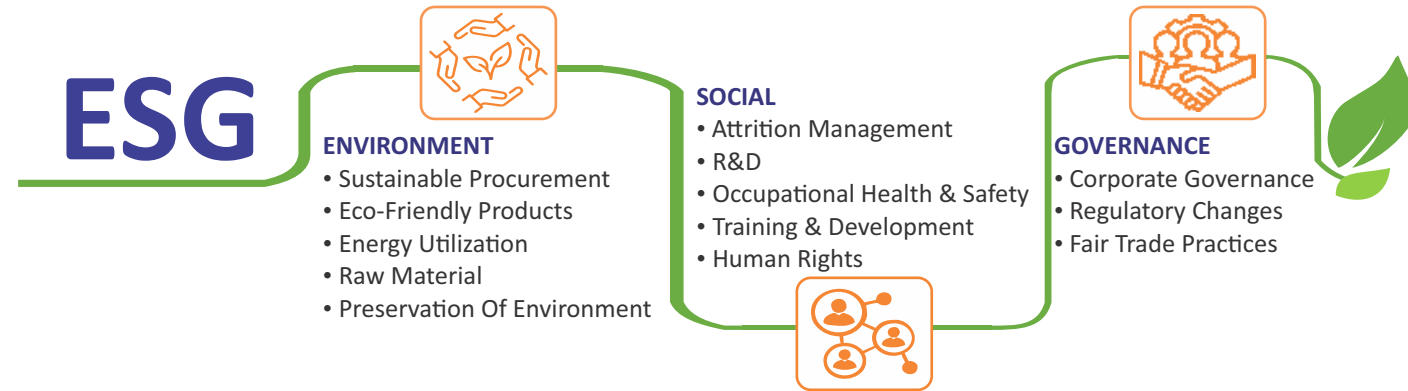 ESG
ENVIRONMENT
• Sustainable Procurement
• Eco-Friendly Products
• Energy Utilization
• Raw Material
• Preservation Of Environment
SOCIAL
• Attrition Management
• R&D
• Occupational Health & Safety
• Training & Development
• Human Rights
GOVERNANCE
• Corporate Governance
• Regulatory Changes
• Fair Trade Practices